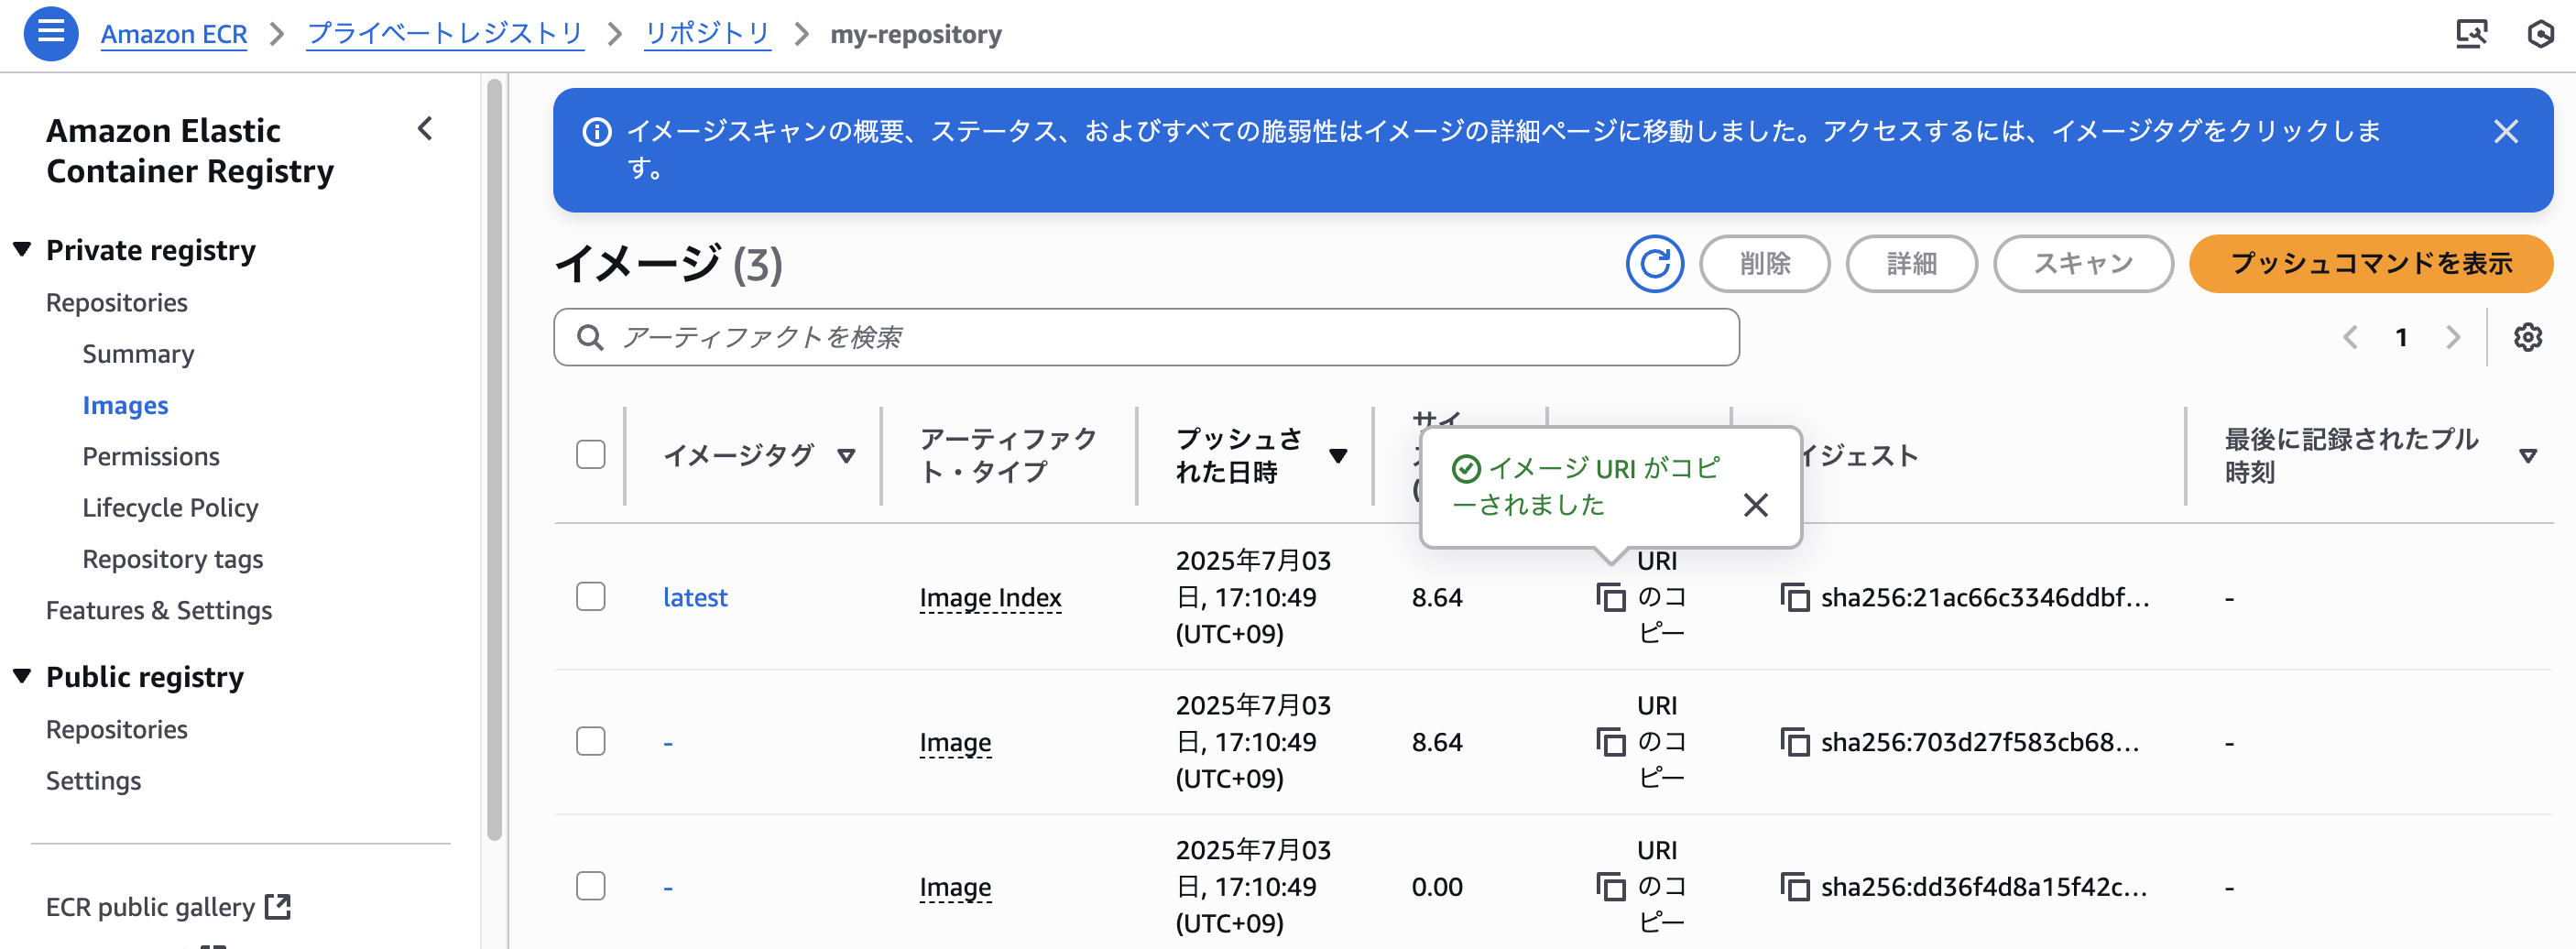 Amazon ECR > プライベートレジストリ > リポジトリ > my-repository
Amazon Elastic
Container Registry
Private registry
Repositories
Summary
Images
Permissions
Lifecycle Policy
Repository tags
Features & Settings
Public registry
Repositories
Settings
ECR public gallery
イメージスキャンの概要、ステータス、およびすべての脆弱性はイメージの詳細ページに移動しました。アクセスするには、イメージタグをクリックしま
す。
イメージ (3)
削除
詳細
スキャン
プッシュコマンドを表示
アーティファクトを検索
1
イメージタグ
アーティファク
ト・タイプ
プッシュさ
れた日時
サイ
イジェスト
最後に記録されたプル
時刻
イメージ URI がコピ
ーされました
latest
Image Index
2025年7月03
日, 17:10:49
(UTC+09)
8.64
URI
のコ
ピー
sha256:21ac66c3346ddbf...
-
-
Image
2025年7月03
日, 17:10:49
(UTC+09)
8.64
URI
のコ
ピー
sha256:703d27f583cb68...
-
-
Image
2025年7月03
日, 17:10:49
(UTC+09)
0.00
URI
のコ
ピー
sha256:dd36f4d8a15f42c...
-